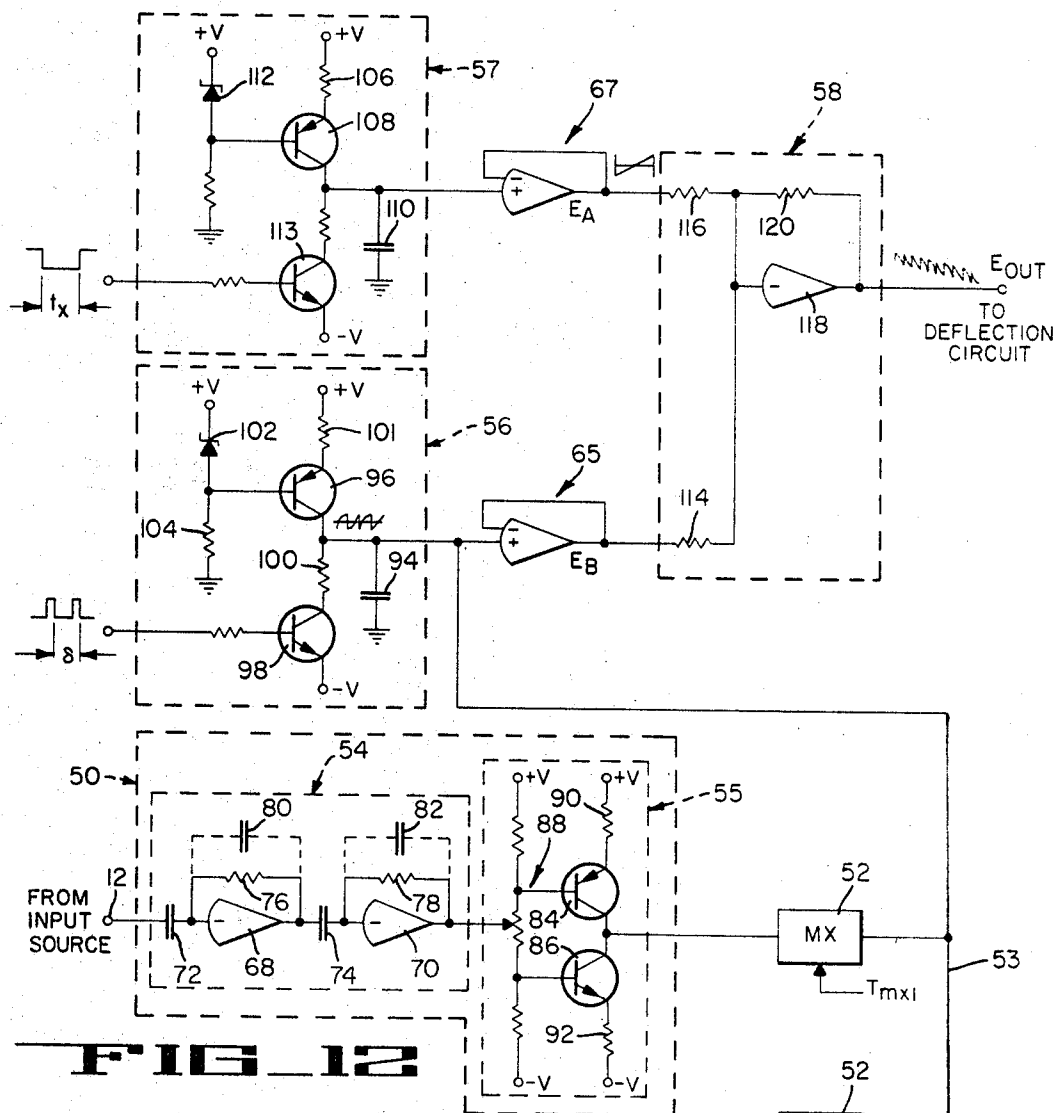 +V
+V
112
106
57
108
67
58
113
110
−
+
E_A
116
120
t_x
−V
−
118
E_OUT
TO
DEFLECTION
CIRCUIT
+V
+V
102
101
56
96
65
104
100
94
−
+
E_B
114
δ
98
−V
50
54
55
80
82
+V
+V
90
88
FROM
INPUT
SOURCE
12
76
78
84
52
−
−
MX
86
72
68
74
70
53
T_mx1
92
−V
−V
52
FIG_12